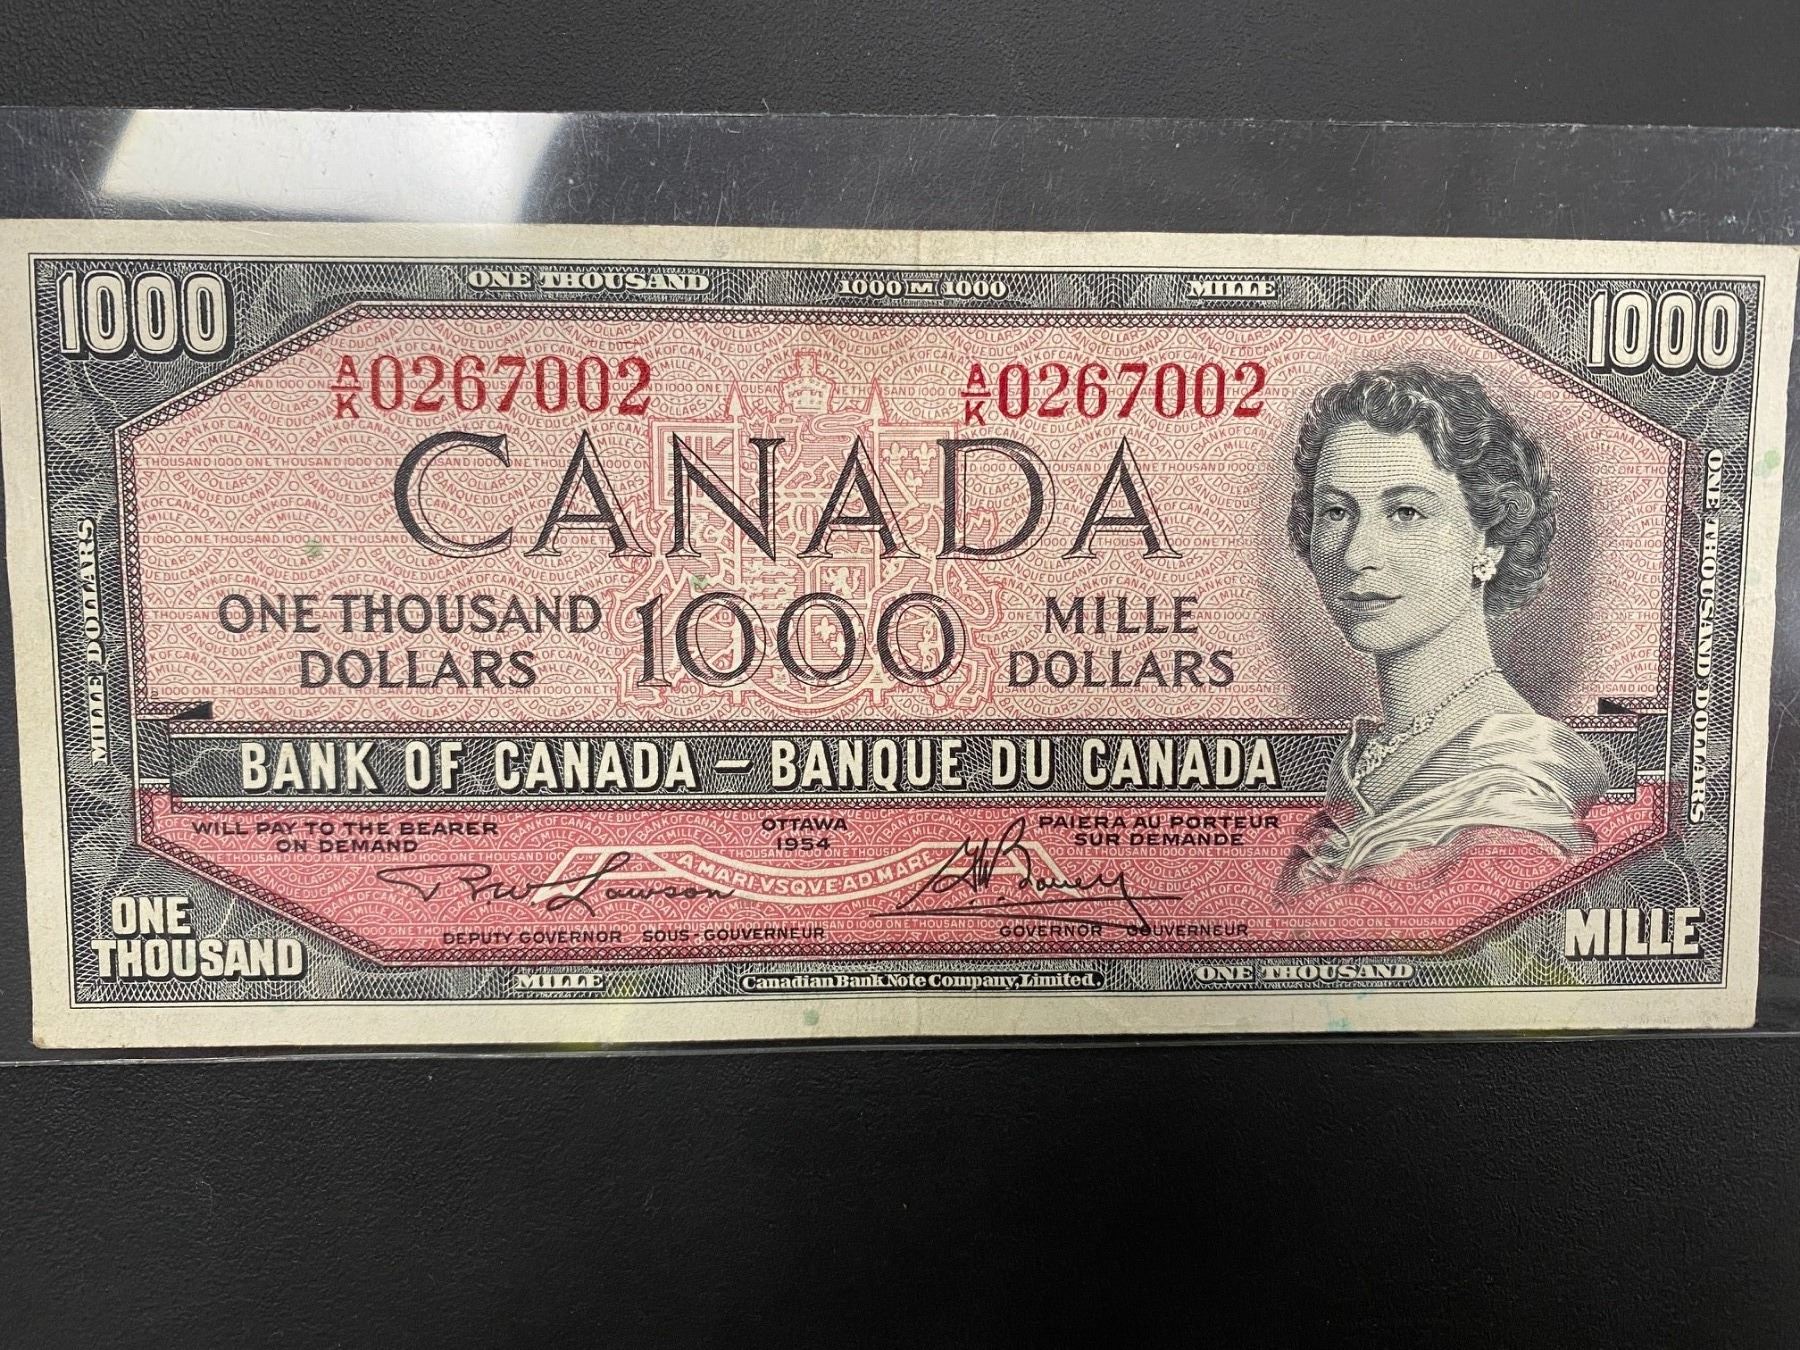 1000 ONE THOUSAND 1000 M 1000 MILLE 1000
A/K 0267002 A/K 0267002
CANADA
ONE THOUSAND DOLLARS
1000
MILLE DOLLARS
MILLE DOLLARS
ONE THOUSAND DOLLARS
BANK OF CANADA – BANQUE DU CANADA
WILL PAY TO THE BEARER
ON DEMAND
OTTAWA
1954
PAIERA AU PORTEUR
SUR DEMANDE
A·MARI·VSQVE·AD·MARE
DEPUTY GOVERNOR SOUS-GOUVERNEUR
GOVERNOR GOUVERNEUR
ONE
THOUSAND
MILLE
MILLE Canadian Bank Note Company, Limited. ONE THOUSAND